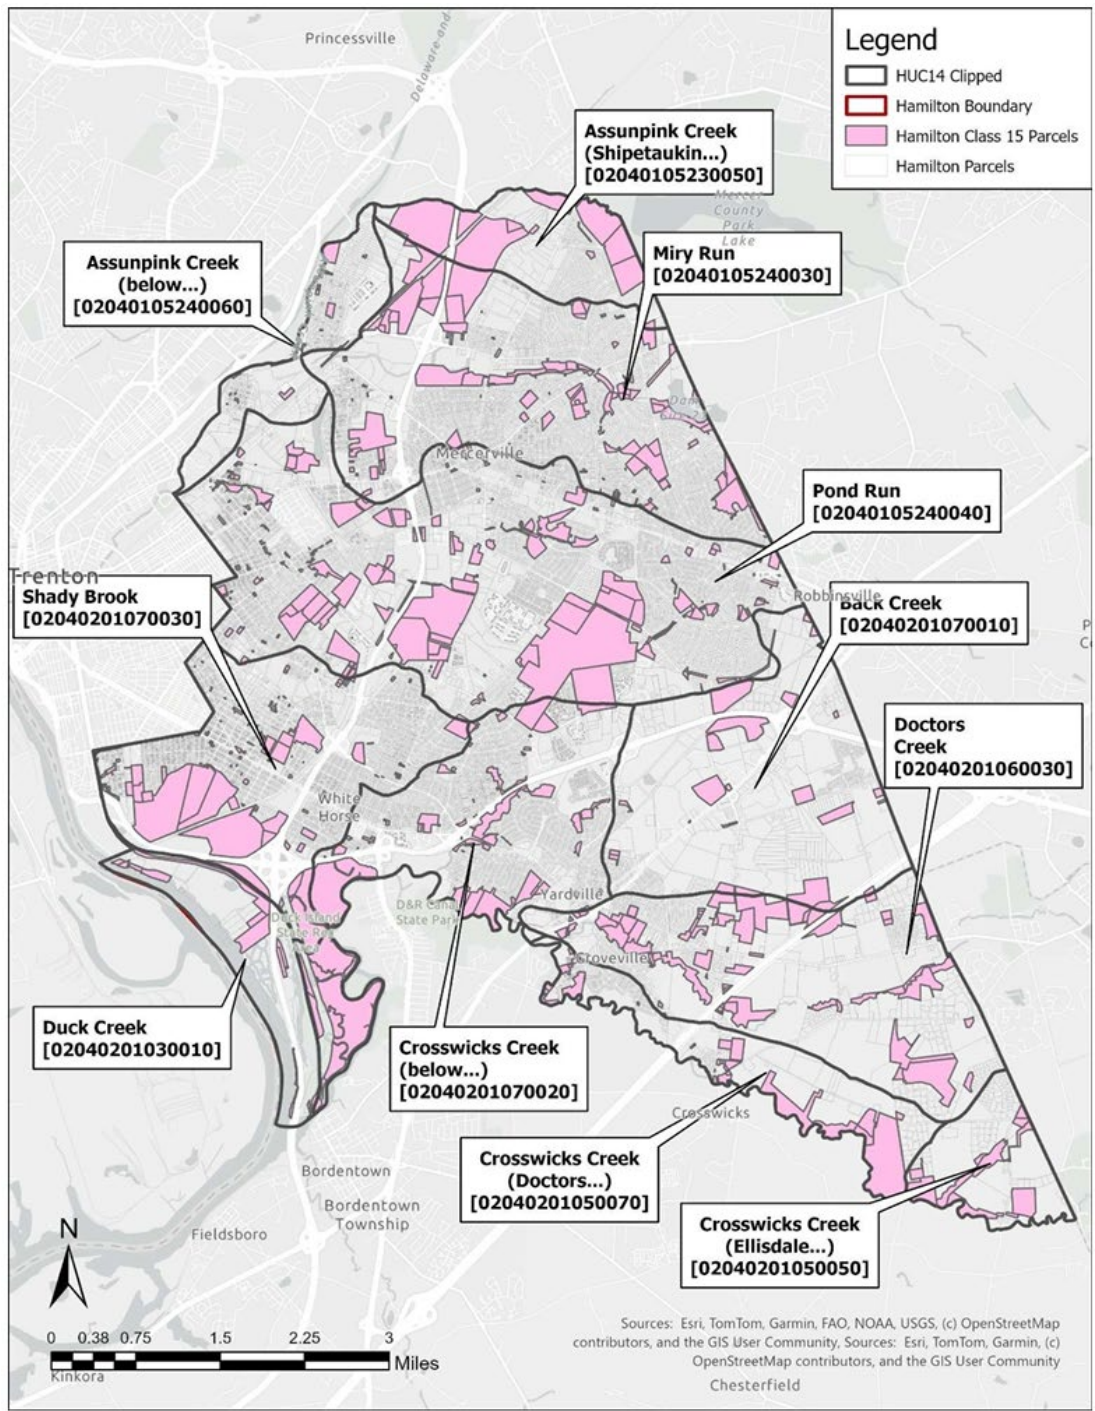 Princessville
Delaware-and-
Legend
HUC14 Clipped
Hamilton Boundary
Hamilton Class 15 Parcels
Hamilton Parcels
Assunpink Creek
(Shipetaukin...)
[02040105230050]
Mercer
County
Park
Lake
Miry Run
[02040105240030]
Assunpink Creek
(below...)
[02040105240060]
Mercerville
Pond Run
[02040105240040]
Trenton
Shady Brook
[02040201070030]
Robbinsville
Back Creek
[02040201070010]
Doctors
Creek
[02040201060030]
White
Horse
Yardville
D&R Canal
State Park
Duck Island
State Rec
Area
Groveville
Duck Creek
[02040201030010]
Crosswicks Creek
(below...)
[02040201070020]
Crosswicks
Crosswicks Creek
(Doctors...)
[02040201050070]
Crosswicks Creek
(Ellisdale...)
[02040201050050]
Bordentown
Bordentown
Township
Fieldsboro
N
0 0.38 0.75 1.5 2.25 3
Miles
Kinkora
Sources: Esri, TomTom, Garmin, FAO, NOAA, USGS, (c) OpenStreetMap
contributors, and the GIS User Community, Sources: Esri, TomTom, Garmin, (c)
OpenStreetMap contributors, and the GIS User Community
Chesterfield